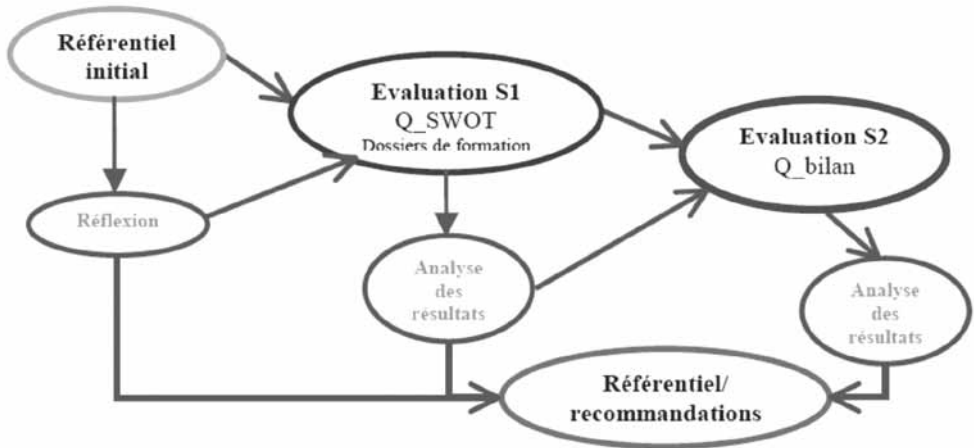 Référentiel
initial
Evaluation S1
Q_SWOT
Dossiers de formation
Evaluation S2
Q_bilan
Réflexion
Analyse
des
résultats
Analyse
des
résultats
Référentiel/
recommandations